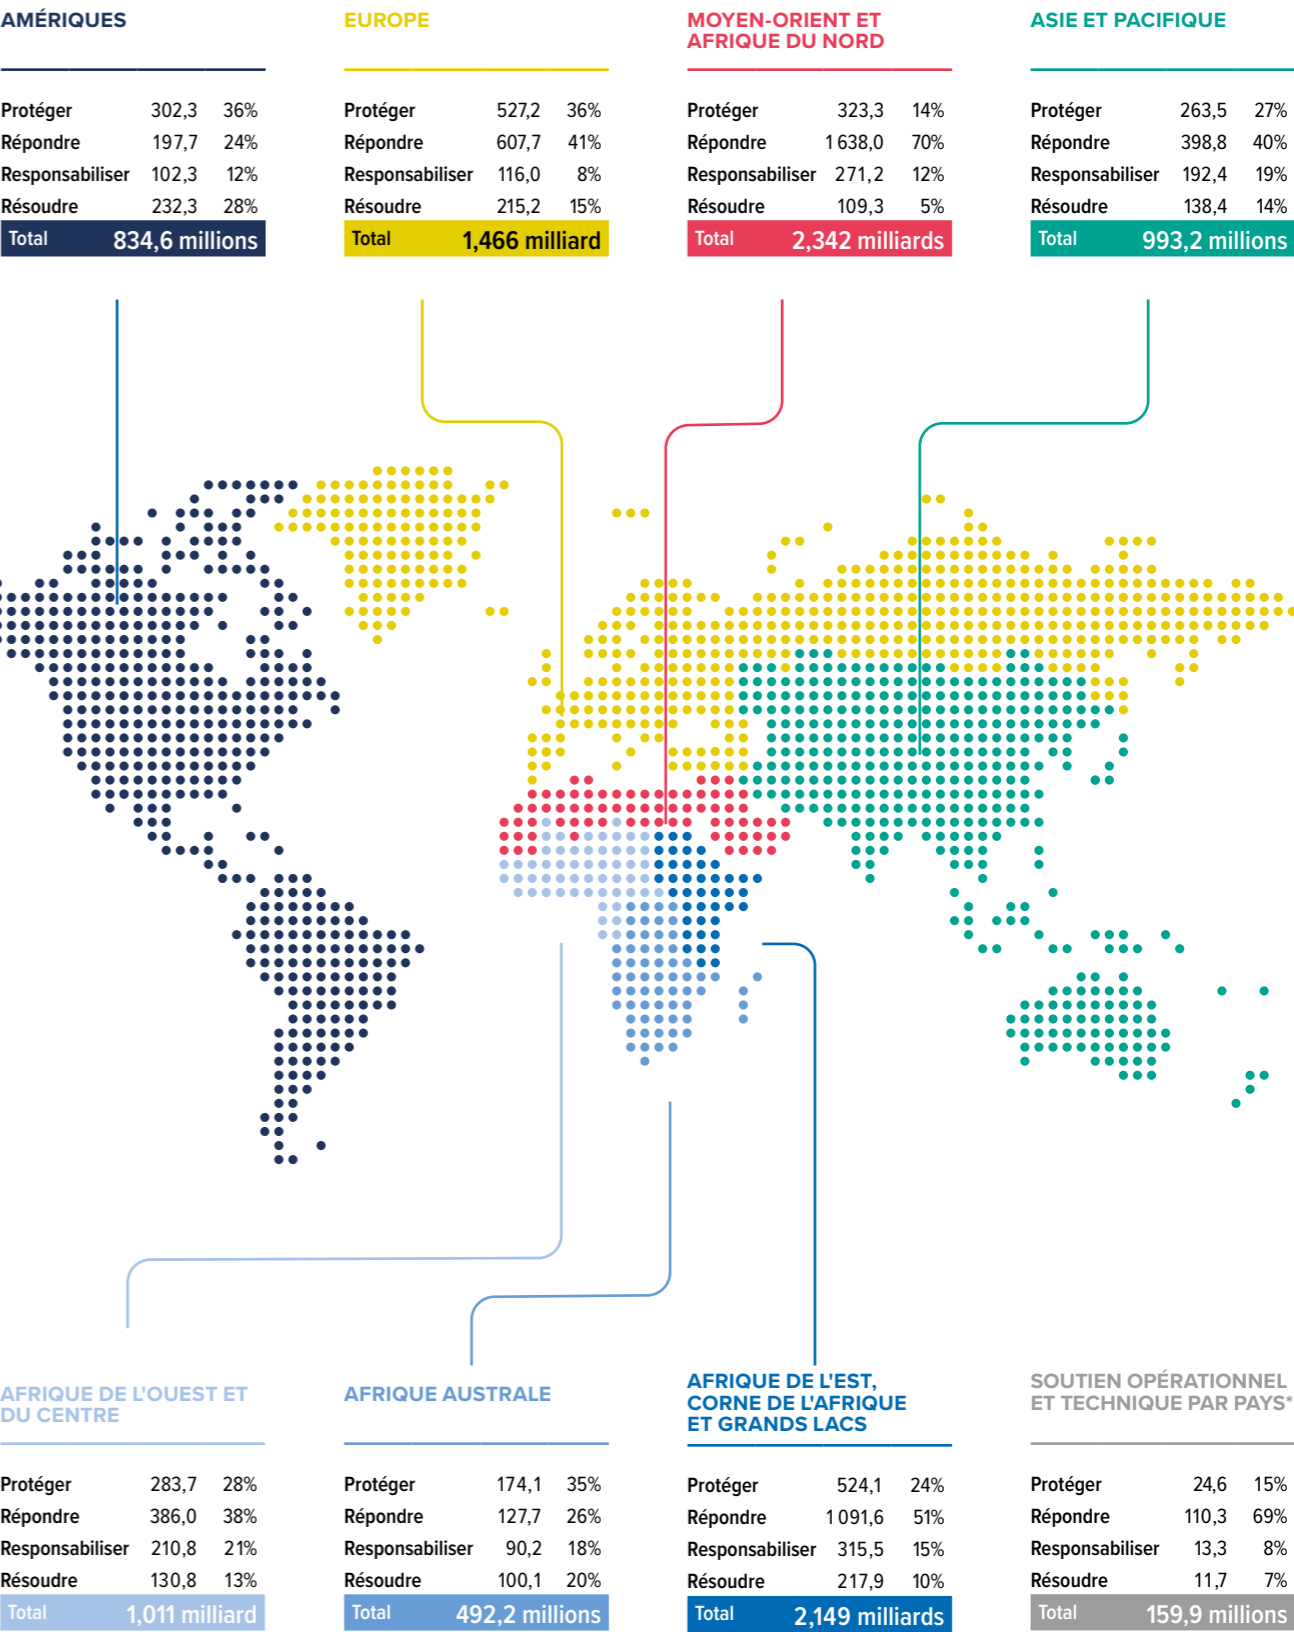 AMÉRIQUES
Protéger 302,3 36%
Répondre 197,7 24%
Responsabiliser 102,3 12%
Résoudre 232,3 28%
Total 834,6 millions
EUROPE
Protéger 527,2 36%
Répondre 607,7 41%
Responsabiliser 116,0 8%
Résoudre 215,2 15%
Total 1,466 milliard
MOYEN-ORIENT ET
AFRIQUE DU NORD
Protéger 323,3 14%
Répondre 1 638,0 70%
Responsabiliser 271,2 12%
Résoudre 109,3 5%
Total 2,342 milliards
ASIE ET PACIFIQUE
Protéger 263,5 27%
Répondre 398,8 40%
Responsabiliser 192,4 19%
Résoudre 138,4 14%
Total 993,2 millions
AFRIQUE DE L'OUEST ET
DU CENTRE
Protéger 283,7 28%
Répondre 386,0 38%
Responsabiliser 210,8 21%
Résoudre 130,8 13%
Total 1,011 milliard
AFRIQUE AUSTRALE
Protéger 174,1 35%
Répondre 127,7 26%
Responsabiliser 90,2 18%
Résoudre 100,1 20%
Total 492,2 millions
AFRIQUE DE L'EST,
CORNE DE L'AFRIQUE
ET GRANDS LACS
Protéger 524,1 24%
Répondre 1 091,6 51%
Responsabiliser 315,5 15%
Résoudre 217,9 10%
Total 2,149 milliards
SOUTIEN OPÉRATIONNEL
ET TECHNIQUE PAR PAYS*
Protéger 24,6 15%
Répondre 110,3 69%
Responsabiliser 13,3 8%
Résoudre 11,7 7%
Total 159,9 millions